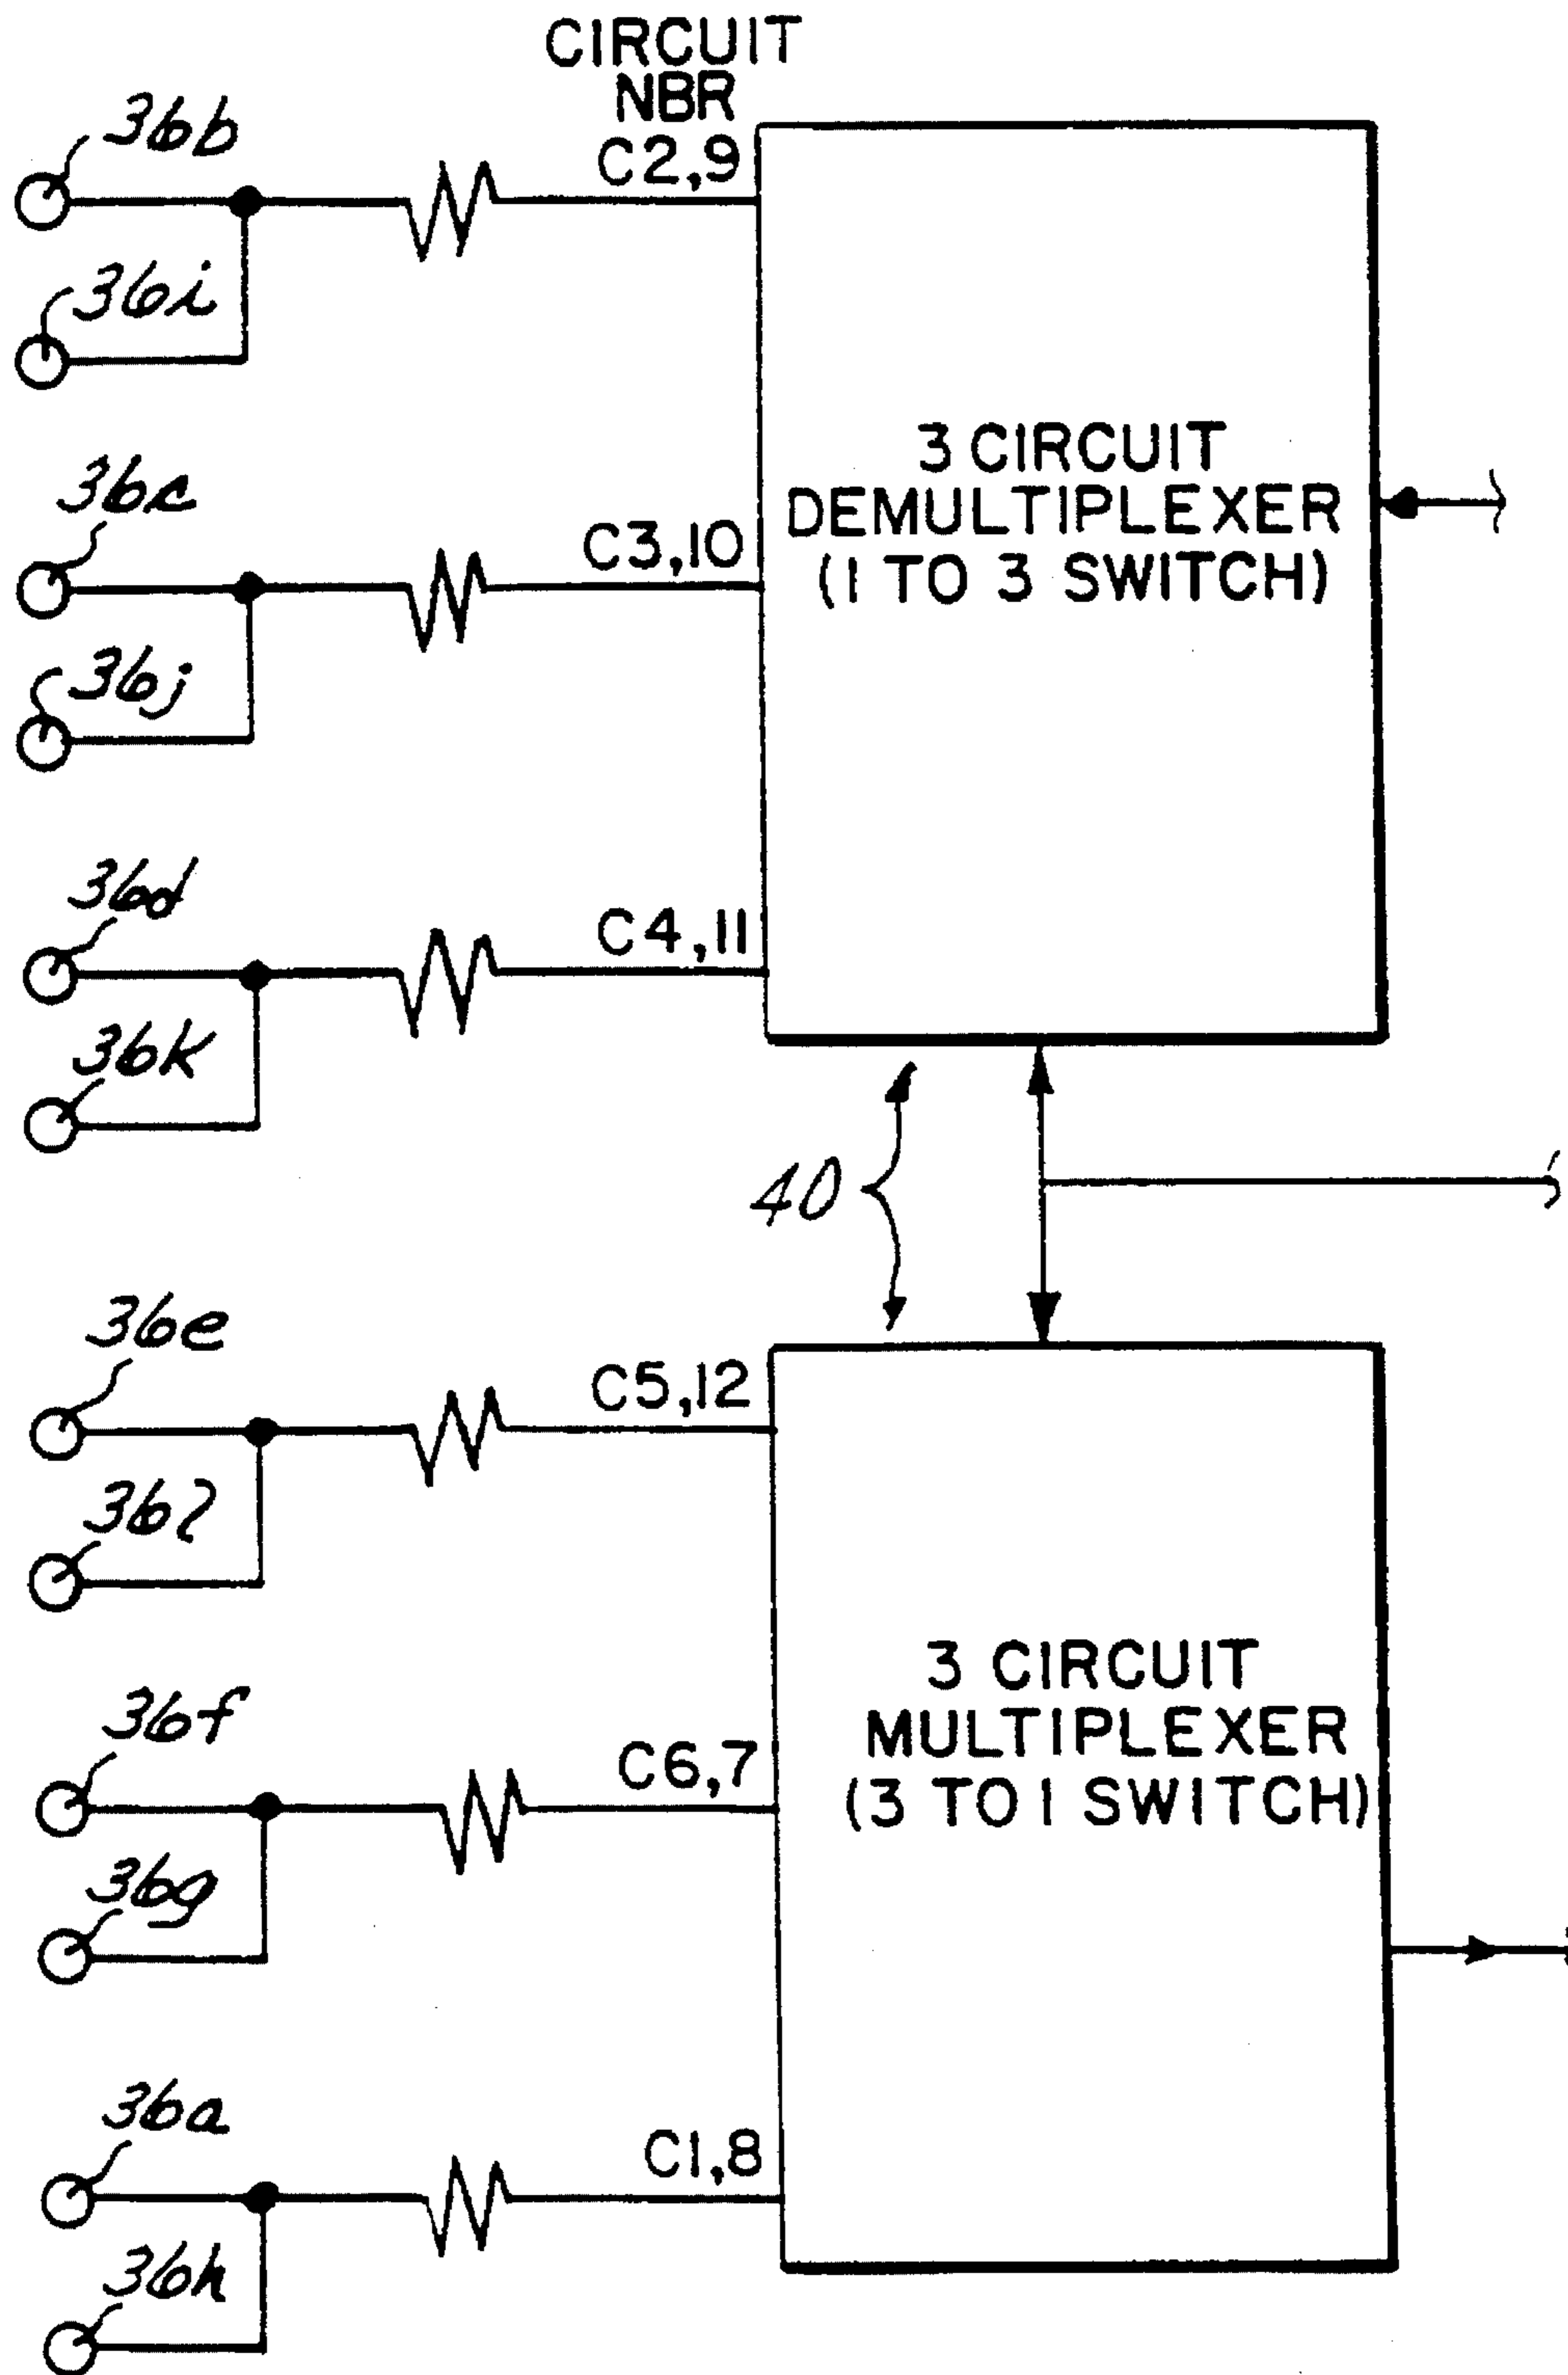 CIRCUIT
NBR
36b
C2,9
36i
3 CIRCUIT
DEMULTIPLEXER
(1 TO 3 SWITCH)
36c
C3,10
36j
36d
C4,11
36k
40
36e
C5,12
36l
3 CIRCUIT
MULTIPLEXER
(3 TO 1 SWITCH)
36f
C6,7
36g
36a
C1,8
36h